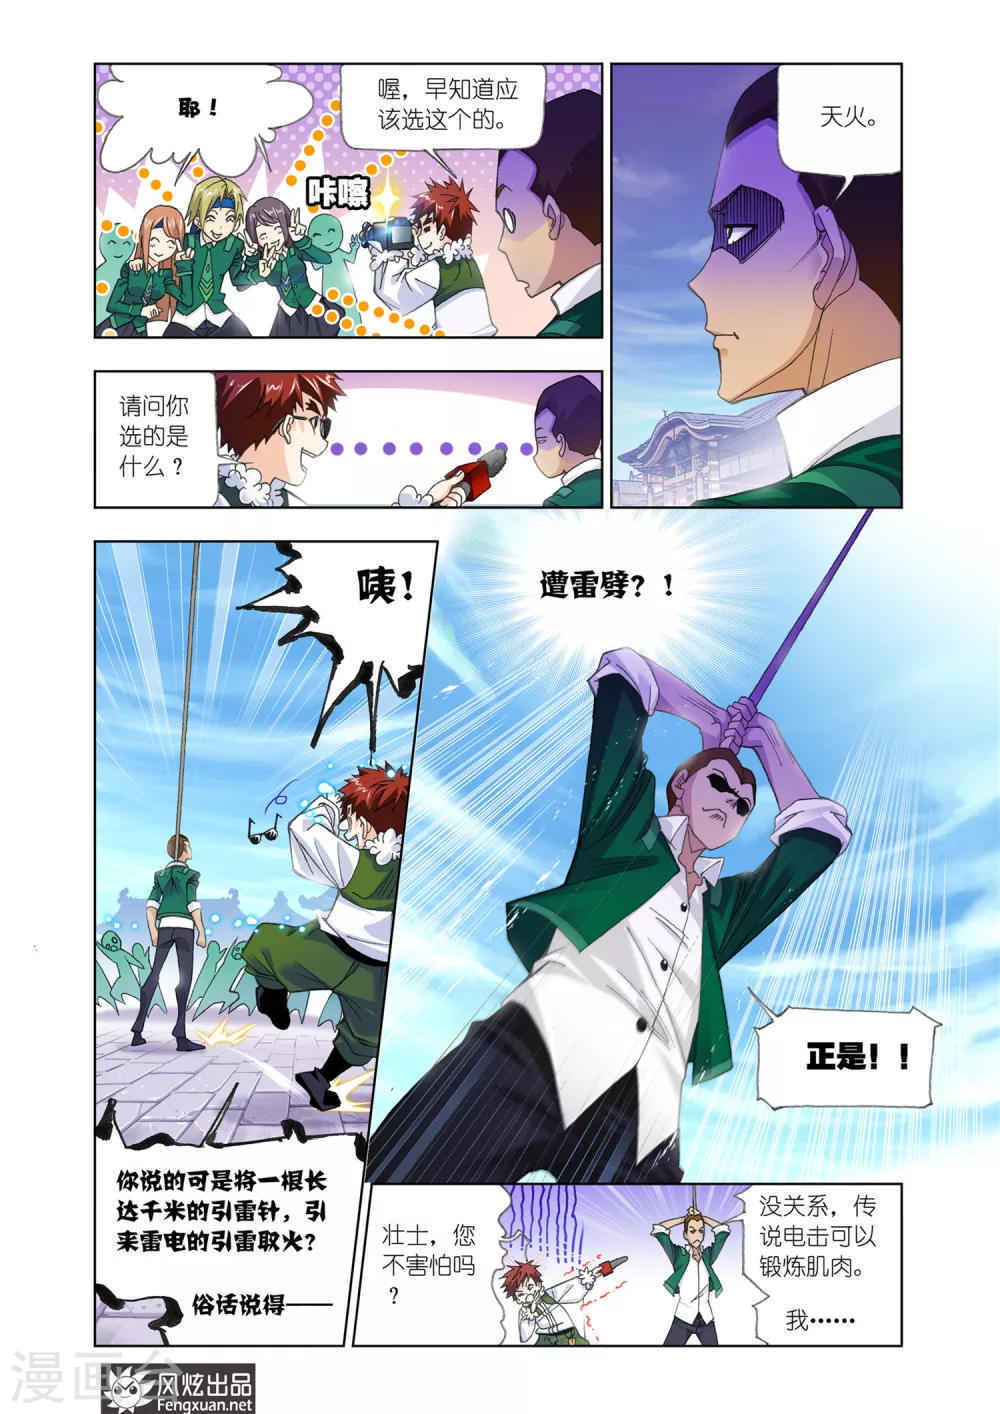 耶！
喔，早知道应
该选这个的。
咔嚓
天火。
请问你
选的是
什么？
咦！
你说的可是将一根长
达千米的引雷针，引
来雷电的引雷取火？
俗话说得——
遭雷劈？！
正是！！
壮士，您
不害怕吗
？
没关系，传
说电击可以
锻炼肌肉。
我……
漫画台
风炫出品
Fengxuan.net